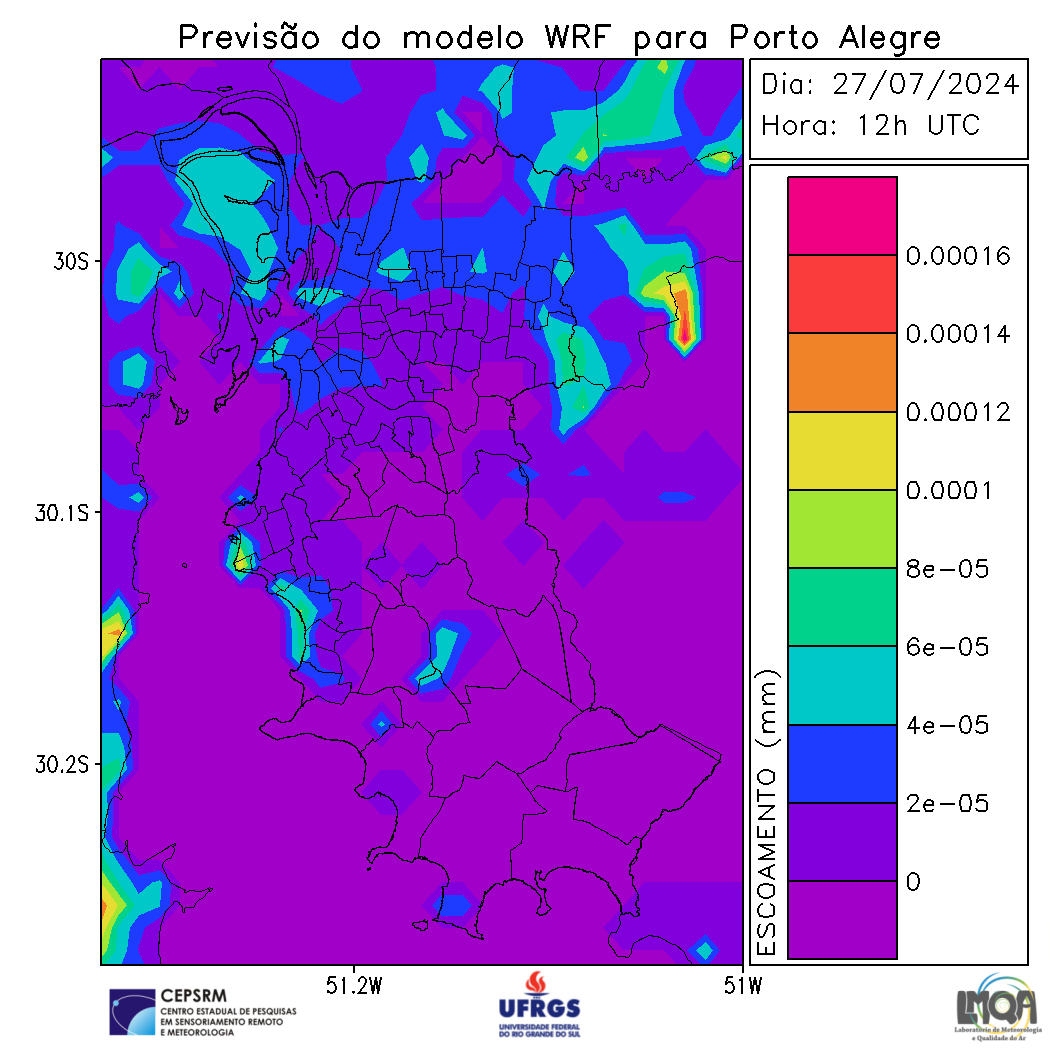 Previsão do modelo WRF para Porto Alegre
Dia: 27/07/2024
Hora: 12h UTC
30S
30.1S
30.2S
51.2W
51W
0.00016
0.00014
0.00012
0.0001
8e-05
6e-05
4e-05
2e-05
0
ESCOAMENTO (mm)
CEPSRM
CENTRO ESTADUAL DE PESQUISAS
EM SENSORIAMENTO REMOTO
E METEOROLOGIA
UFRGS
UNIVERSIDADE FEDERAL
DO RIO GRANDE DO SUL
LMQA
Laboratório de Meteorologia
e Qualidade do Ar